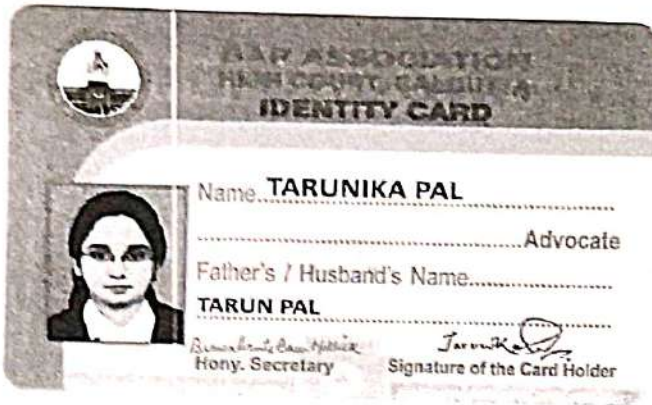 BAR ASSOCIATION
HIGH COURT, CALCUTTA
IDENTITY CARD
Name TARUNIKA PAL
Advocate
Father's / Husband's Name
TARUN PAL
Hony. Secretary
Signature of the Card Holder